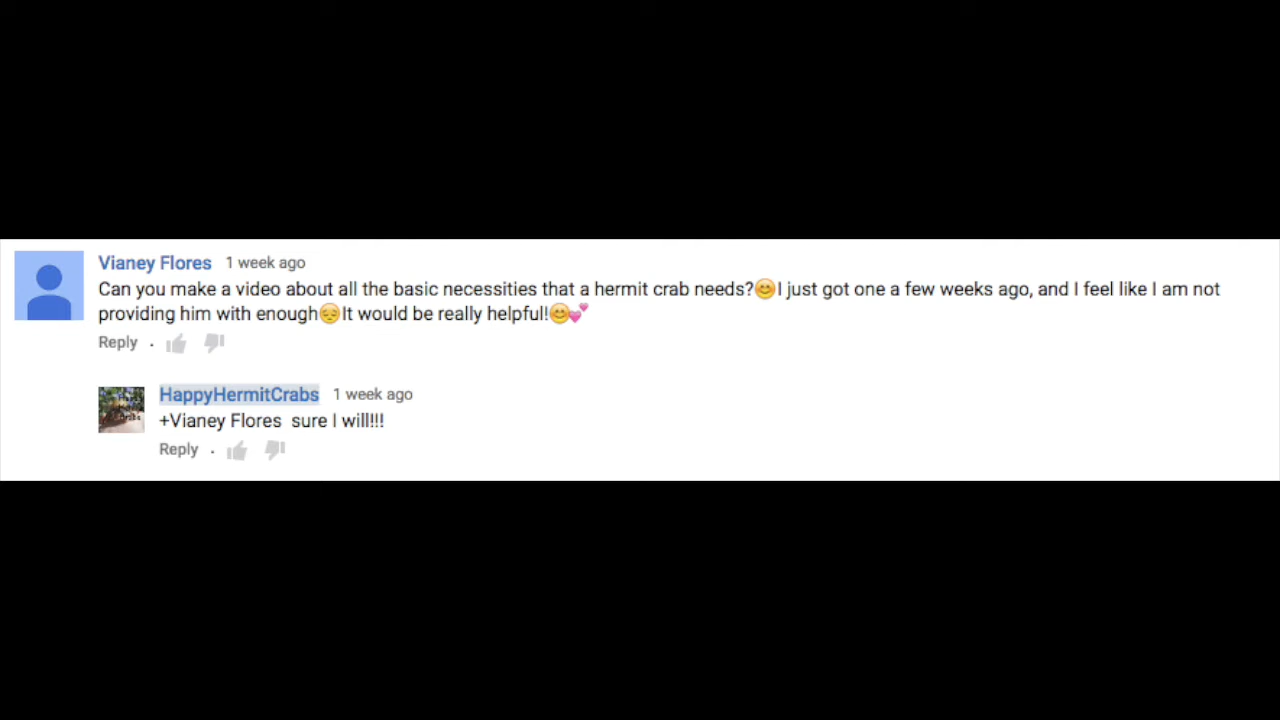 Vianey Flores 1 week ago
Can you make a video about all the basic necessities that a hermit crab needs?😊I just got one a few weeks ago, and I feel like I am not
providing him with enough😔It would be really helpful!😊💕
Reply .
HappyHermitCrabs 1 week ago
+Vianey Flores sure I will!!!
Reply .